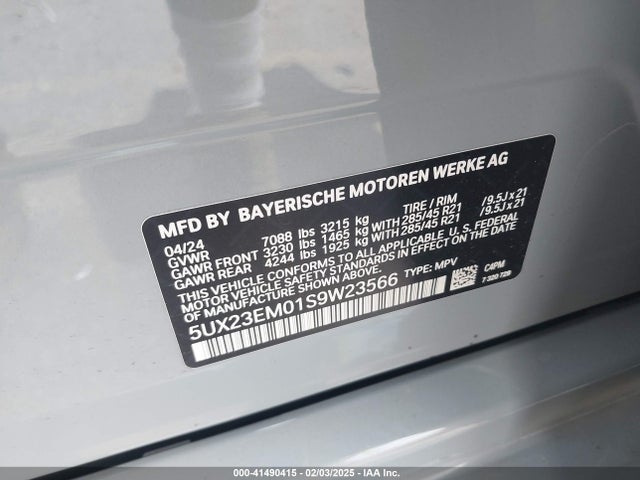 MFD BY BAYERISCHE MOTOREN WERKE AG
04/24 TIRE / RIM
GVWR 7088 lbs 3215 kg
GAWR FRONT 3230 lbs 1465 kg WITH 285/45 R21 /9.5J x 21
GAWR REAR 4244 lbs 1925 kg WITH 285/45 R21 /9.5J x 21
THIS VEHICLE CONFORMS TO ALL APPLICABLE U. S. FEDERAL
MOTOR VEHICLE SAFETY STANDARDS IN EFFECT ON THE DATE
OF MANUFACTURE SHOWN ABOVE.
5UX23EM01S9W23566 TYPE: MPV C4PM
7 320 729
000-41490415 - 02/03/2025 - IAA Inc.